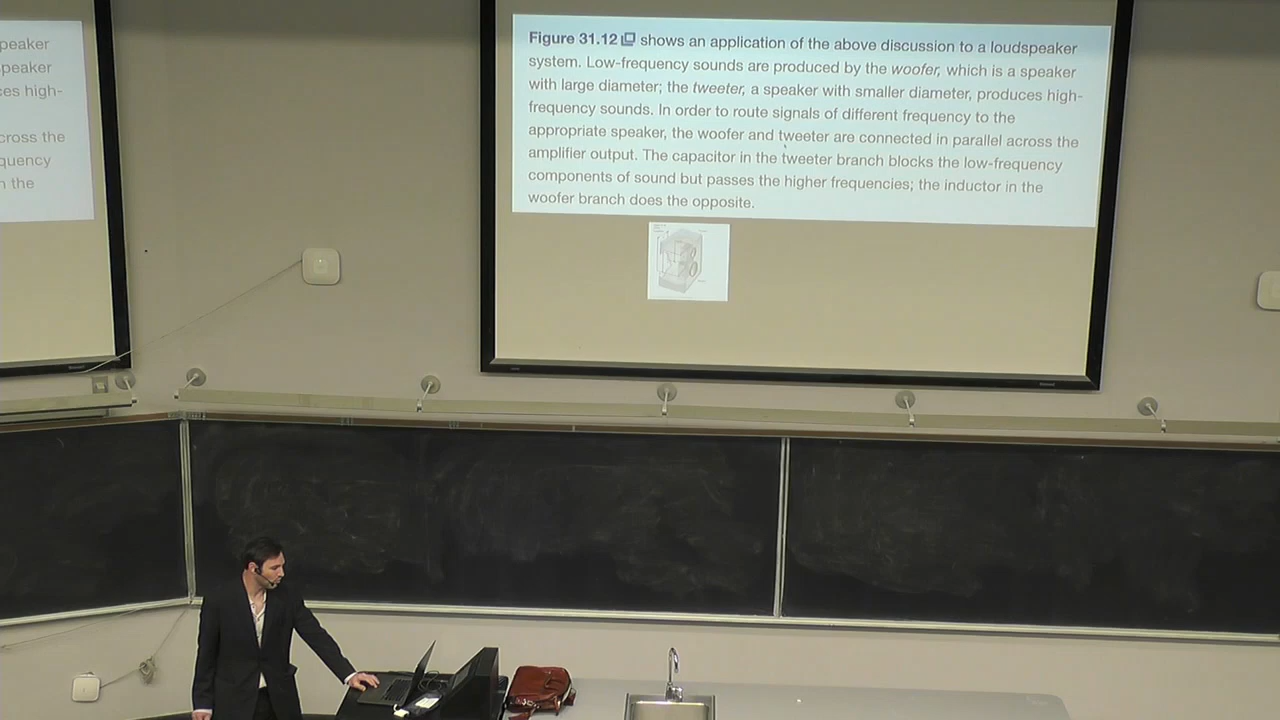 peaker
peaker
es high-
cross the
quency
n the
Figure 31.12 shows an application of the above discussion to a loudspeaker
system. Low-frequency sounds are produced by the woofer, which is a speaker
with large diameter; the tweeter, a speaker with smaller diameter, produces high-
frequency sounds. In order to route signals of different frequency to the
appropriate speaker, the woofer and tweeter are connected in parallel across the
amplifier output. The capacitor in the tweeter branch blocks the low-frequency
components of sound but passes the higher frequencies; the inductor in the
woofer branch does the opposite.